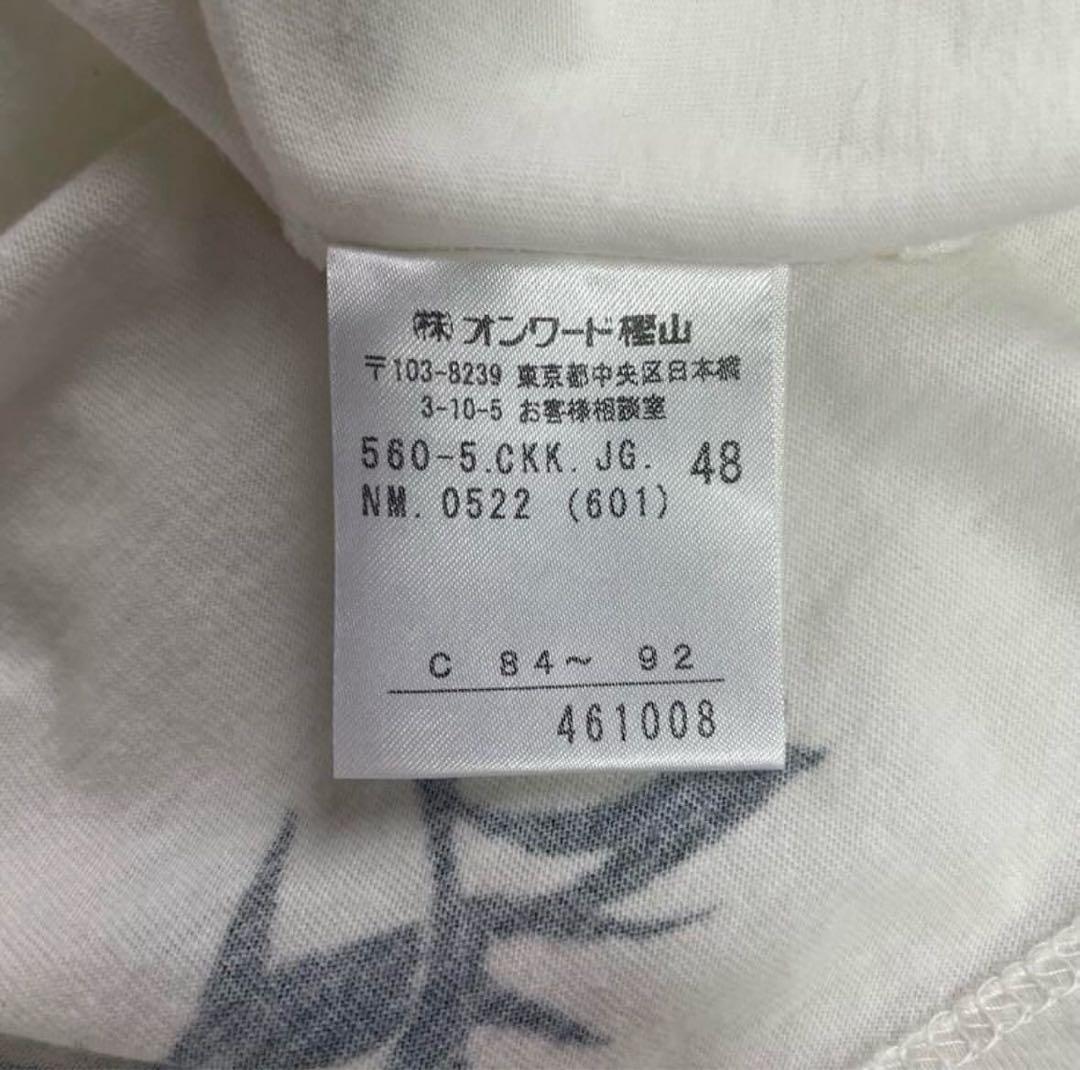 ㈱オンワード樫山
〒103-8239 東京都中央区日本橋
3-10-5 お客様相談室
560-5.CKK.JG. 48
NM.0522 (601)
C 84～ 92
461008